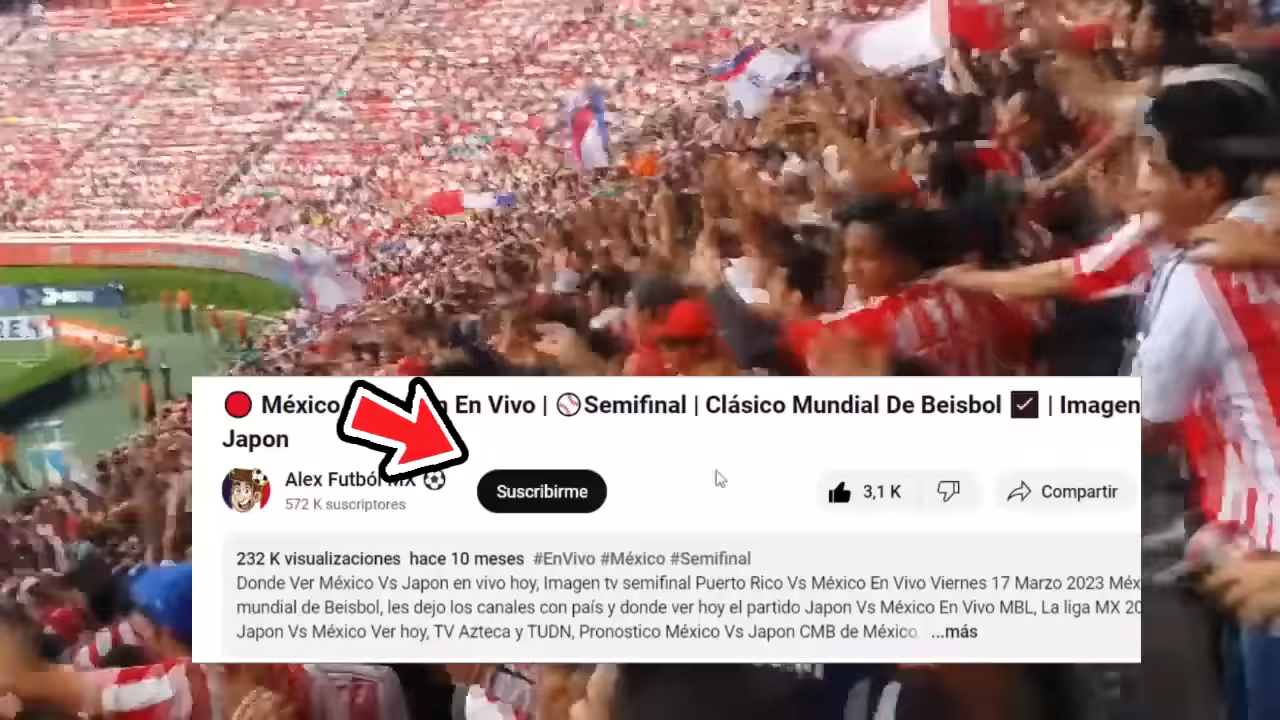 México n En Vivo | Semifinal | Clásico Mundial De Beisbol | Imagen
Japon
Alex Futból MX
572 K suscriptores
Suscribirme
3,1 K
Compartir
232 K visualizaciones hace 10 meses #EnVivo #México #Semifinal
Donde Ver México Vs Japon en vivo hoy, Imagen tv semifinal Puerto Rico Vs México En Vivo Viernes 17 Marzo 2023 Méx
mundial de Beisbol, les dejo los canales con país y donde ver hoy el partido Japon Vs México En Vivo MBL, La liga MX 20
Japon Vs México Ver hoy, TV Azteca y TUDN, Pronostico México Vs Japon CMB de México. ...más